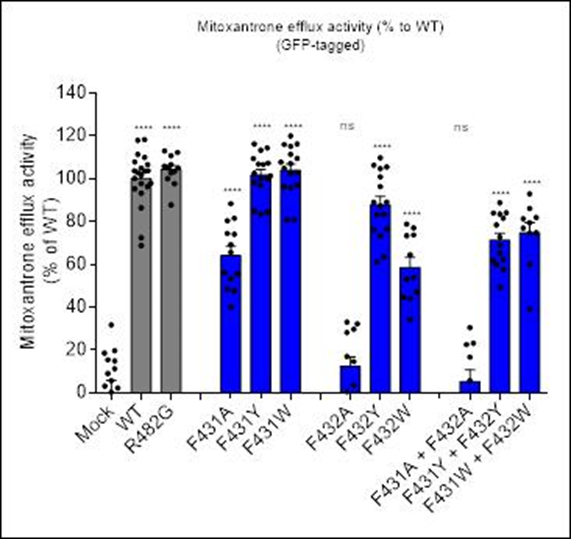 Mitoxantrone efflux activity (% to WT)
(GFP-tagged)
Mitoxantrone efflux activity
(% of WT)
140
120
100
80
60
40
20
0
****
****
****
****
****
ns
****
****
ns
****
****
Mock
WT
R482G
F431A
F431Y
F431W
F432A
F432Y
F432W
F431A + F432A
F431Y + F432Y
F431W + F432W